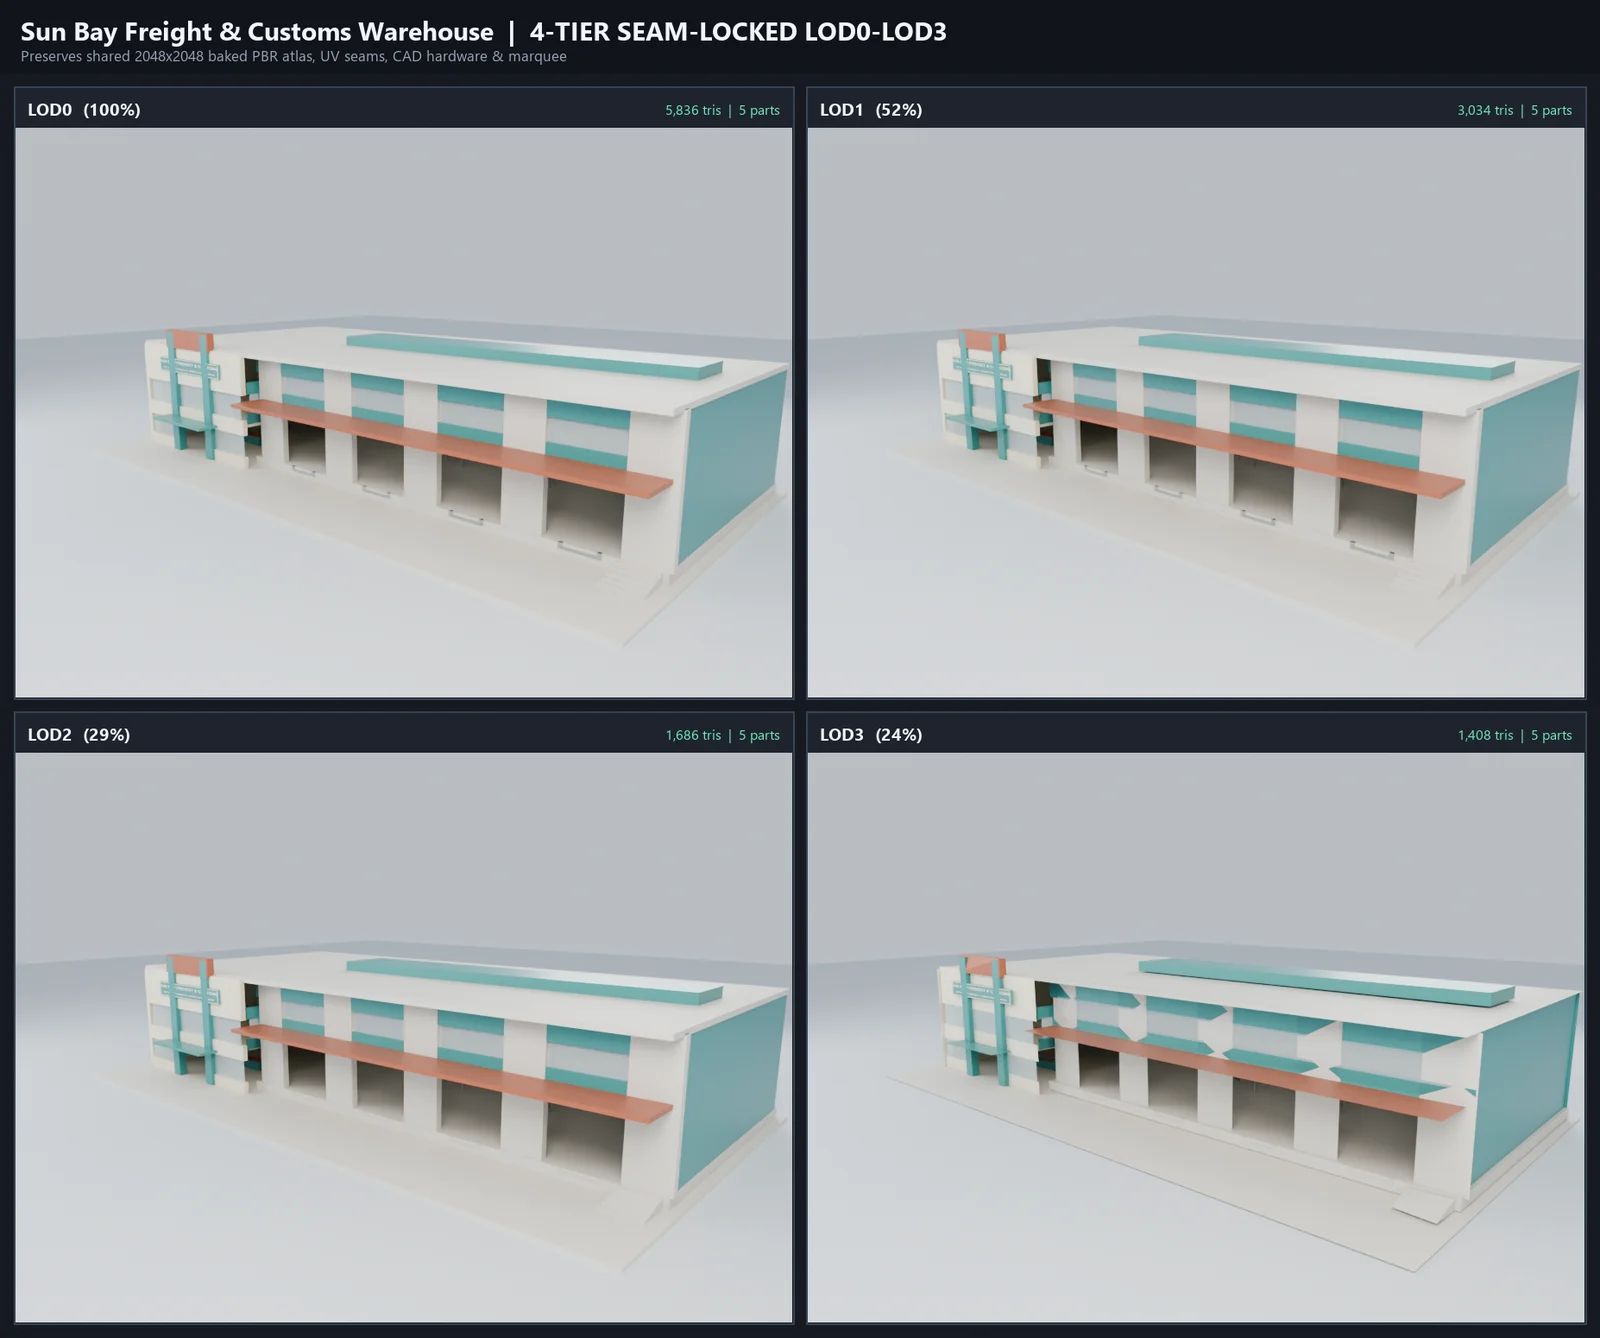 Sun Bay Freight & Customs Warehouse | 4-TIER SEAM-LOCKED LOD0-LOD3
Preserves shared 2048x2048 baked PBR atlas, UV seams, CAD hardware & marquee
LOD0 (100%)
5,836 tris | 5 parts
LOD1 (52%)
3,034 tris | 5 parts
LOD2 (29%)
1,686 tris | 5 parts
LOD3 (24%)
1,408 tris | 5 parts